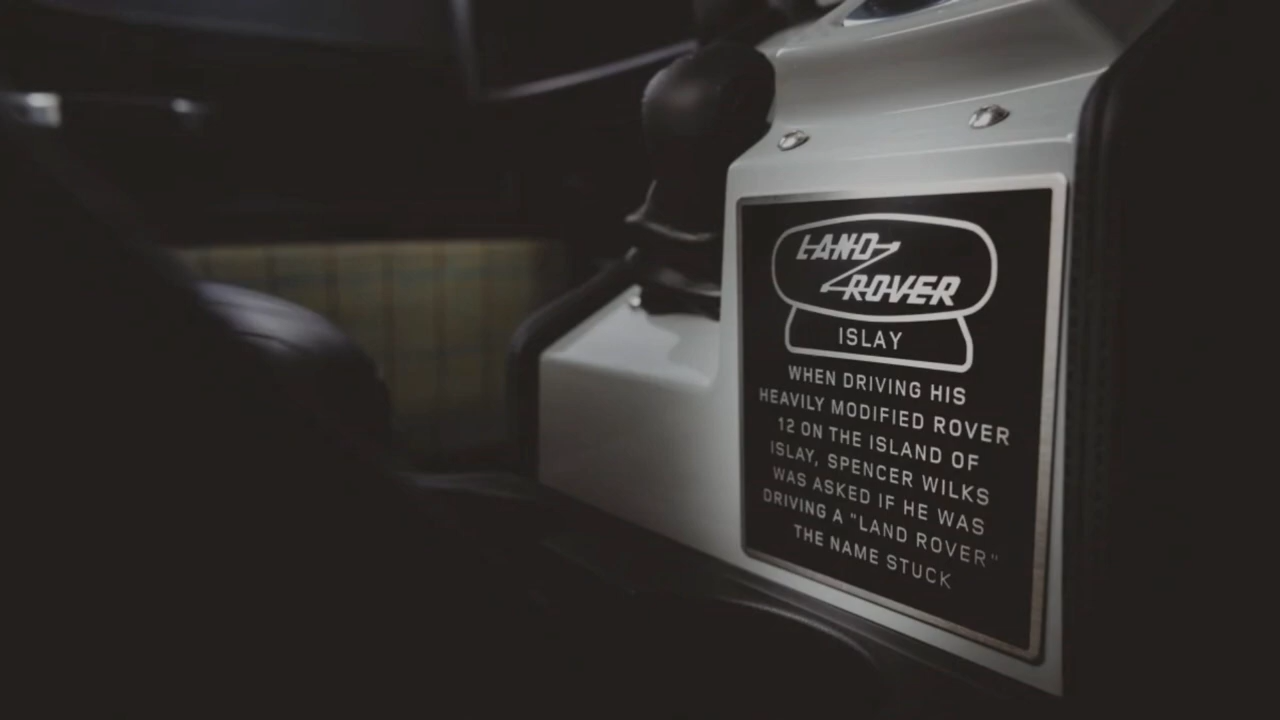 LAND
ROVER
ISLAY
WHEN DRIVING HIS
HEAVILY MODIFIED ROVER
12 ON THE ISLAND OF
ISLAY, SPENCER WILKS
WAS ASKED IF HE WAS
DRIVING A "LAND ROVER"
THE NAME STUCK